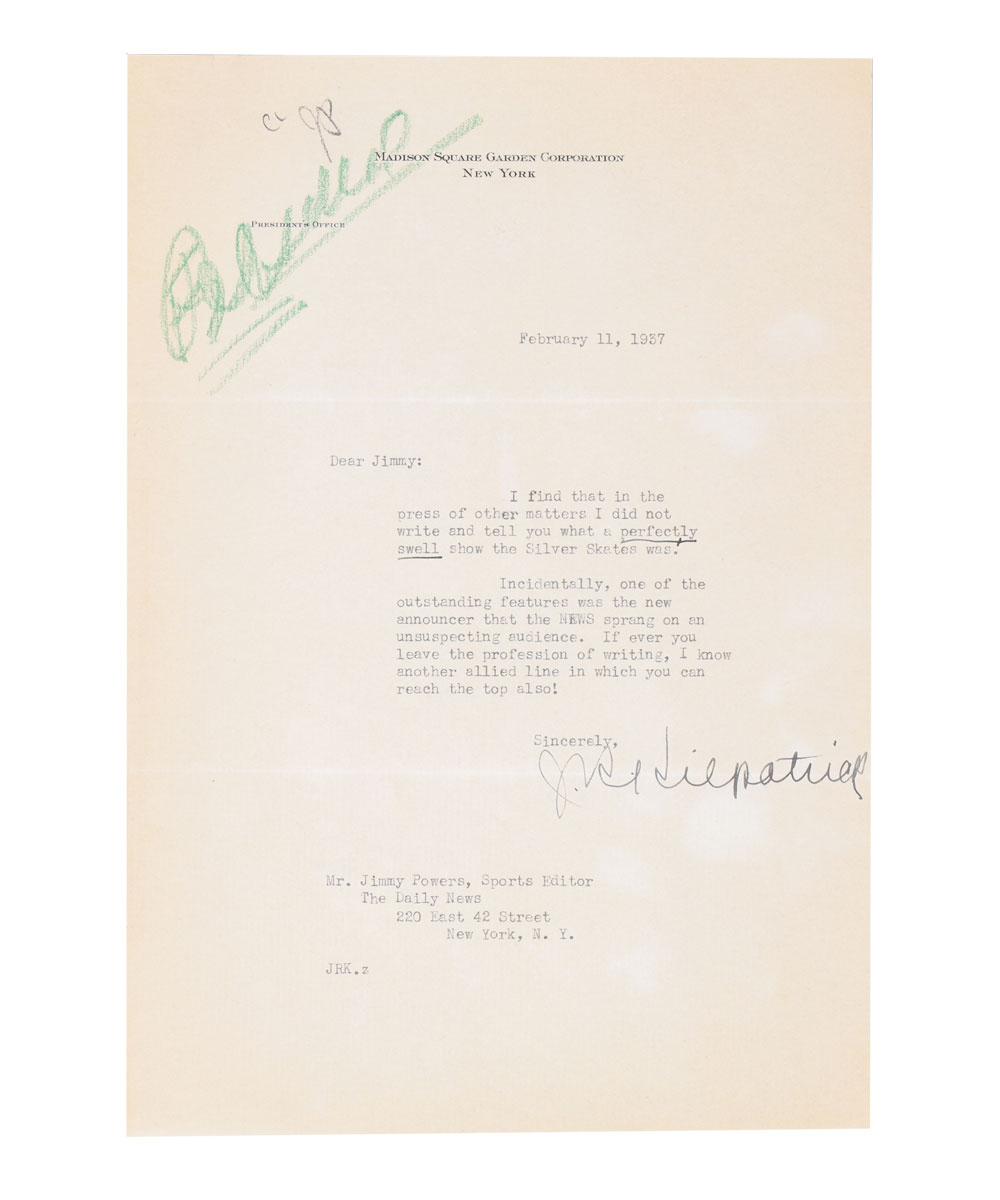 Madison Square Garden Corporation
New York
President's Office
February 11, 1937
Dear Jimmy:
I find that in the
press of other matters I did not
write and tell you what a perfectly
swell show the Silver Skates was!
Incidentally, one of the
outstanding features was the new
announcer that the NEWS sprang on an
unsuspecting audience. If ever you
leave the profession of writing, I know
another allied line in which you can
reach the top also!
Sincerely,
J. R. Kilpatrick
Mr. Jimmy Powers, Sports Editor
The Daily News
220 East 42 Street
New York, N. Y.
JRK.z